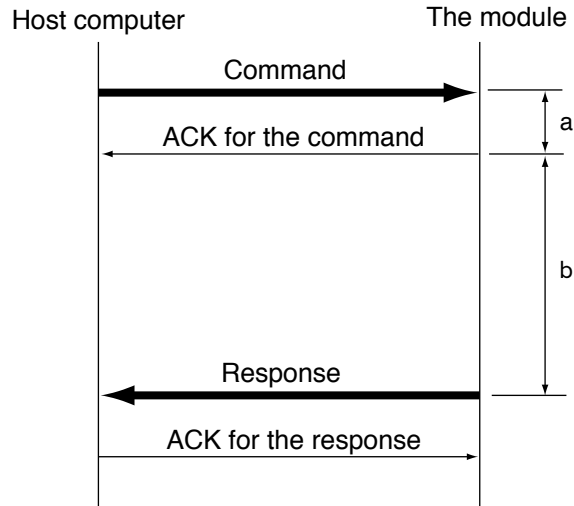 Host computer
The module
Command
a
ACK for the command
b
Response
ACK for the response